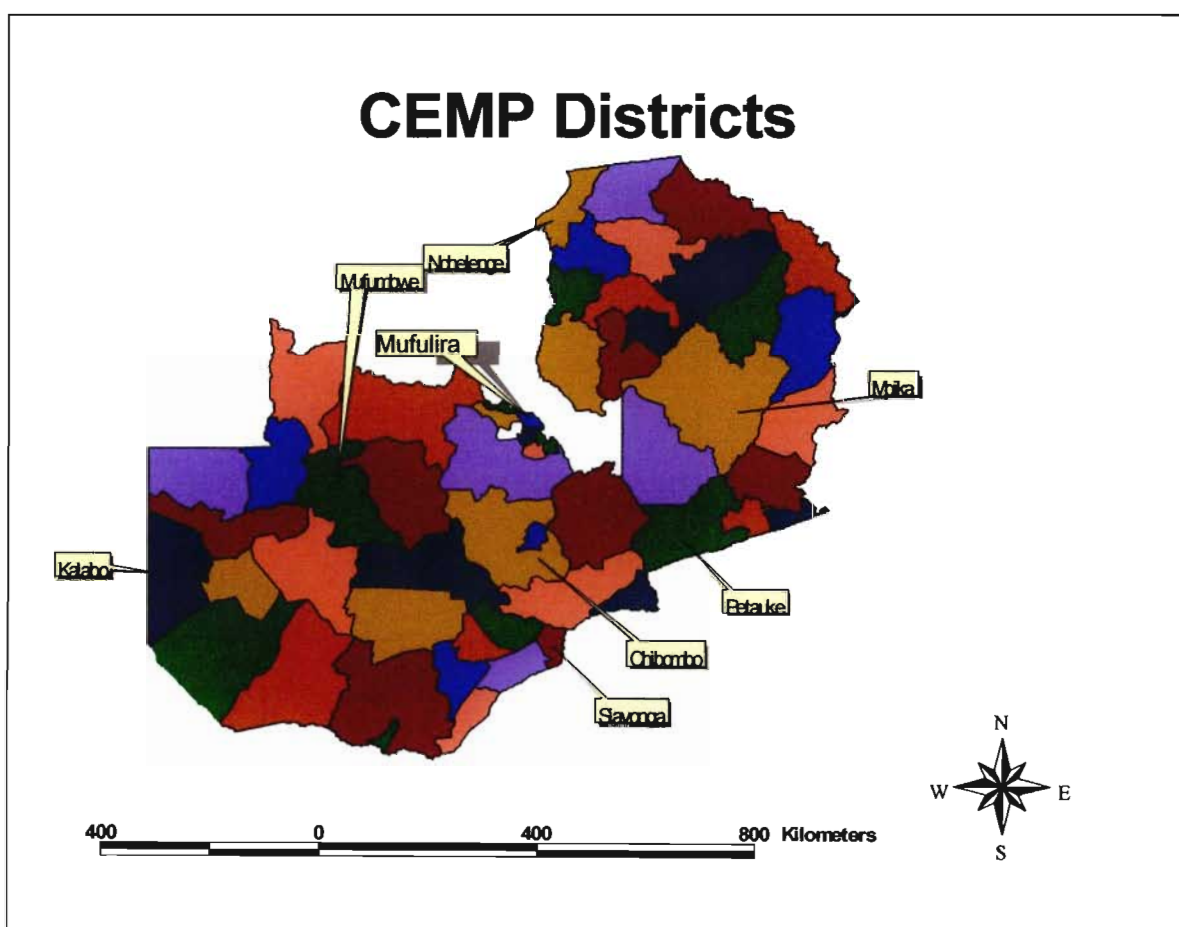 CEMP Districts
Nchelenge
Mufumbwe
Mufulira
Mpika
Kalabo
Petauke
Chibombo
Siavonga
N
W
E
S
400
0
400
800 Kilometers